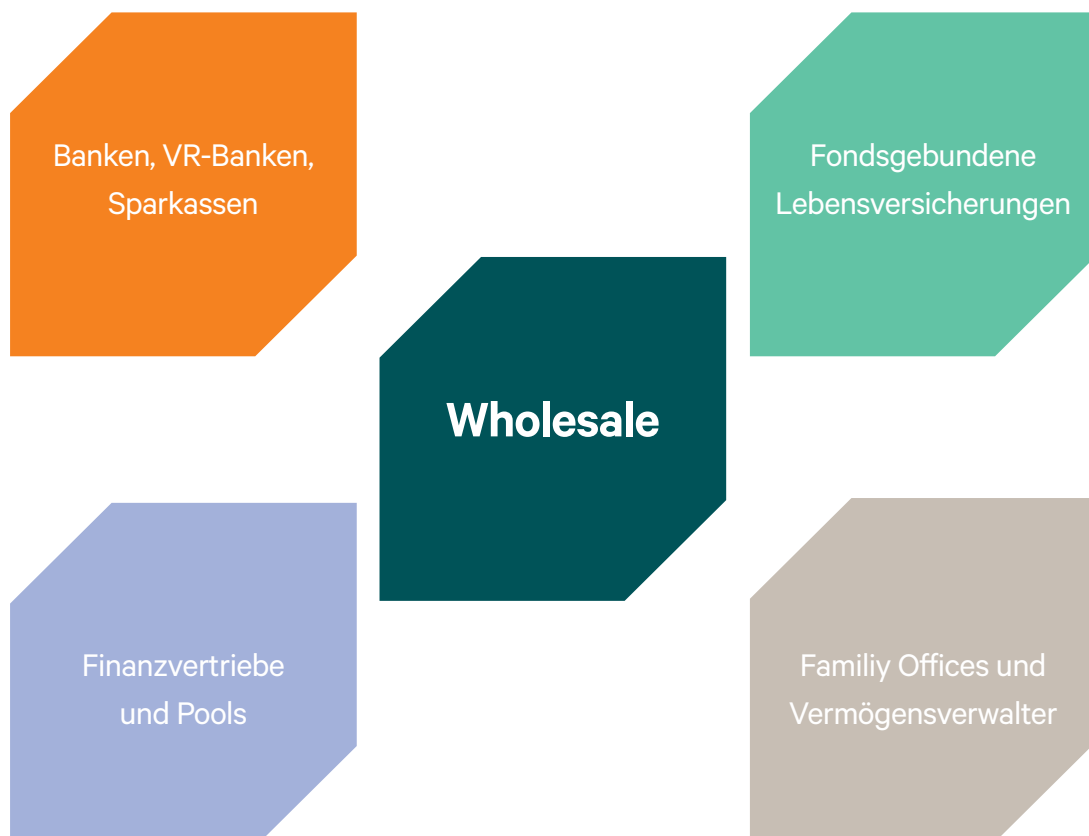 Banken, VR-Banken,
Sparkassen
Fondsgebundene
Lebensversicherungen
Wholesale
Finanzvertriebe
und Pools
Familiy Offices und
Vermögensverwalter